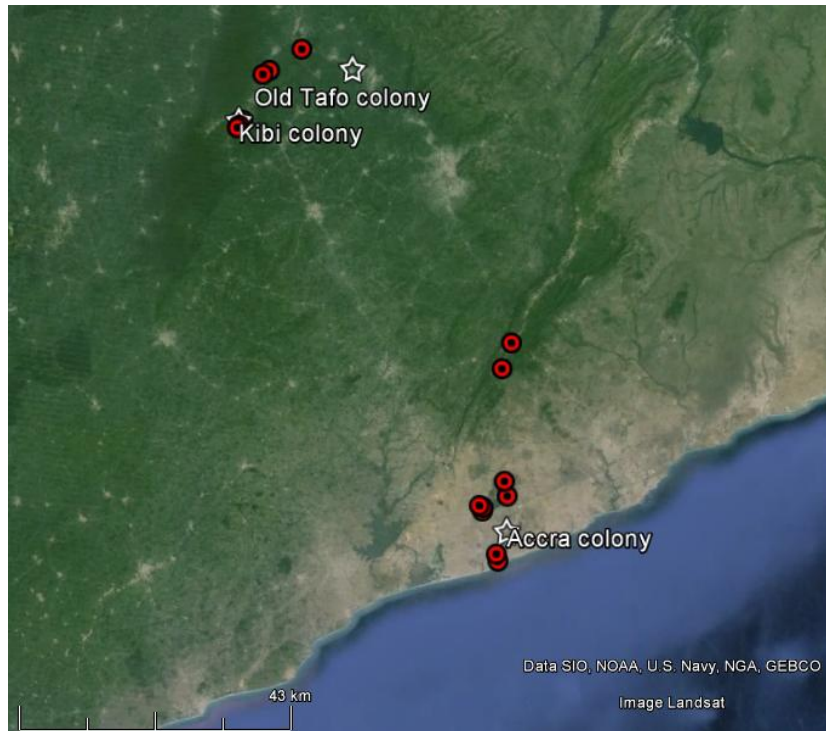 Old Tafo colony
Kibi colony
Accra colony
Data SIO, NOAA, U.S. Navy, NGA, GEBCO
43 km
Image Landsat